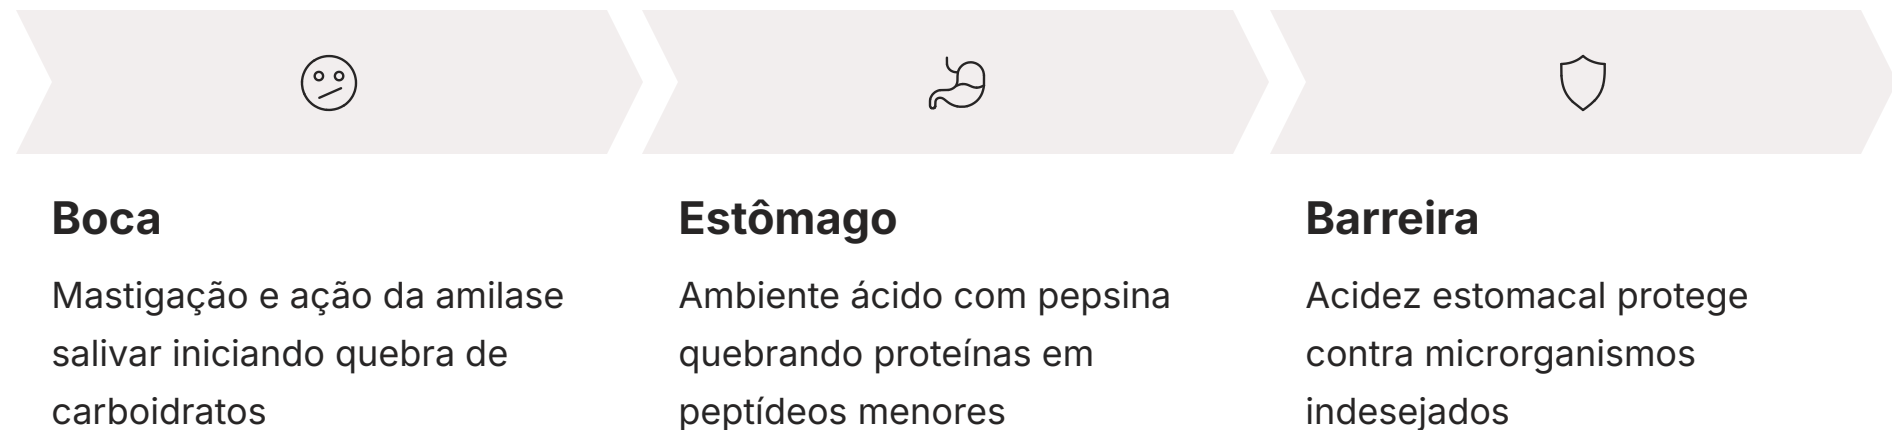 Boca
Mastigação e ação da amilase
salivar iniciando quebra de
carboidratos
Estômago
Ambiente ácido com pepsina
quebrando proteínas em
peptídeos menores
Barreira
Acidez estomacal protege
contra microrganismos
indesejados